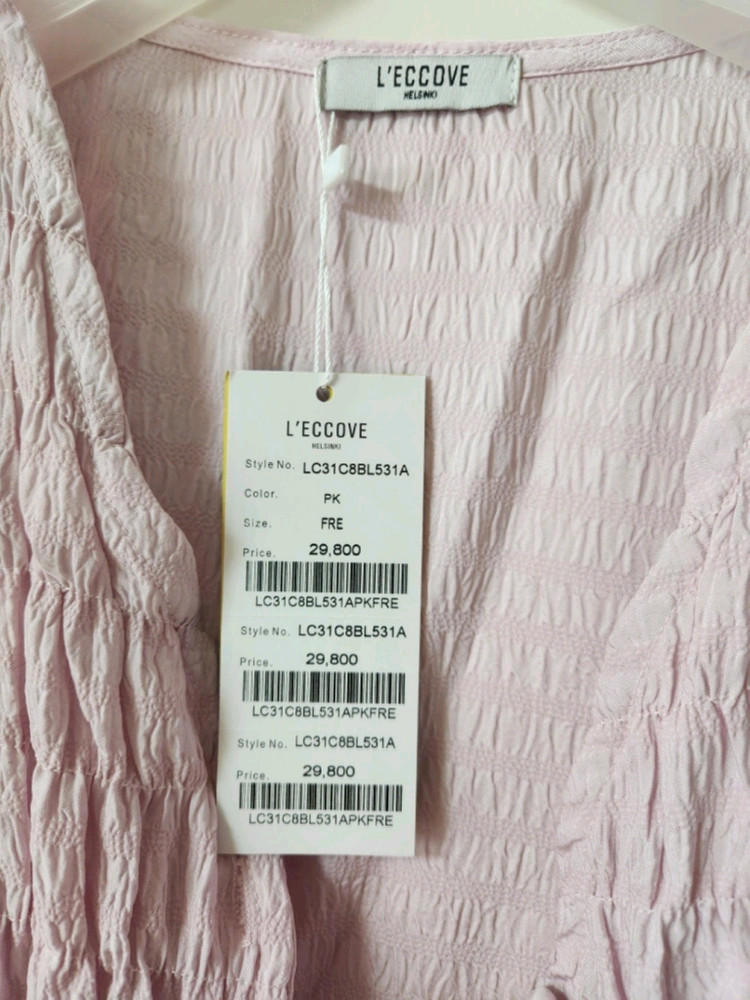 L'ECCOVE
HELSINKI
L'ECCOVE
HELSINKI
Style No. LC31C8BL531A
Color. PK
Size. FRE
Price. 29,800
LC31C8BL531APKFRE
Style No. LC31C8BL531A
Price. 29,800
LC31C8BL531APKFRE
Style No. LC31C8BL531A
Price. 29,800
LC31C8BL531APKFRE